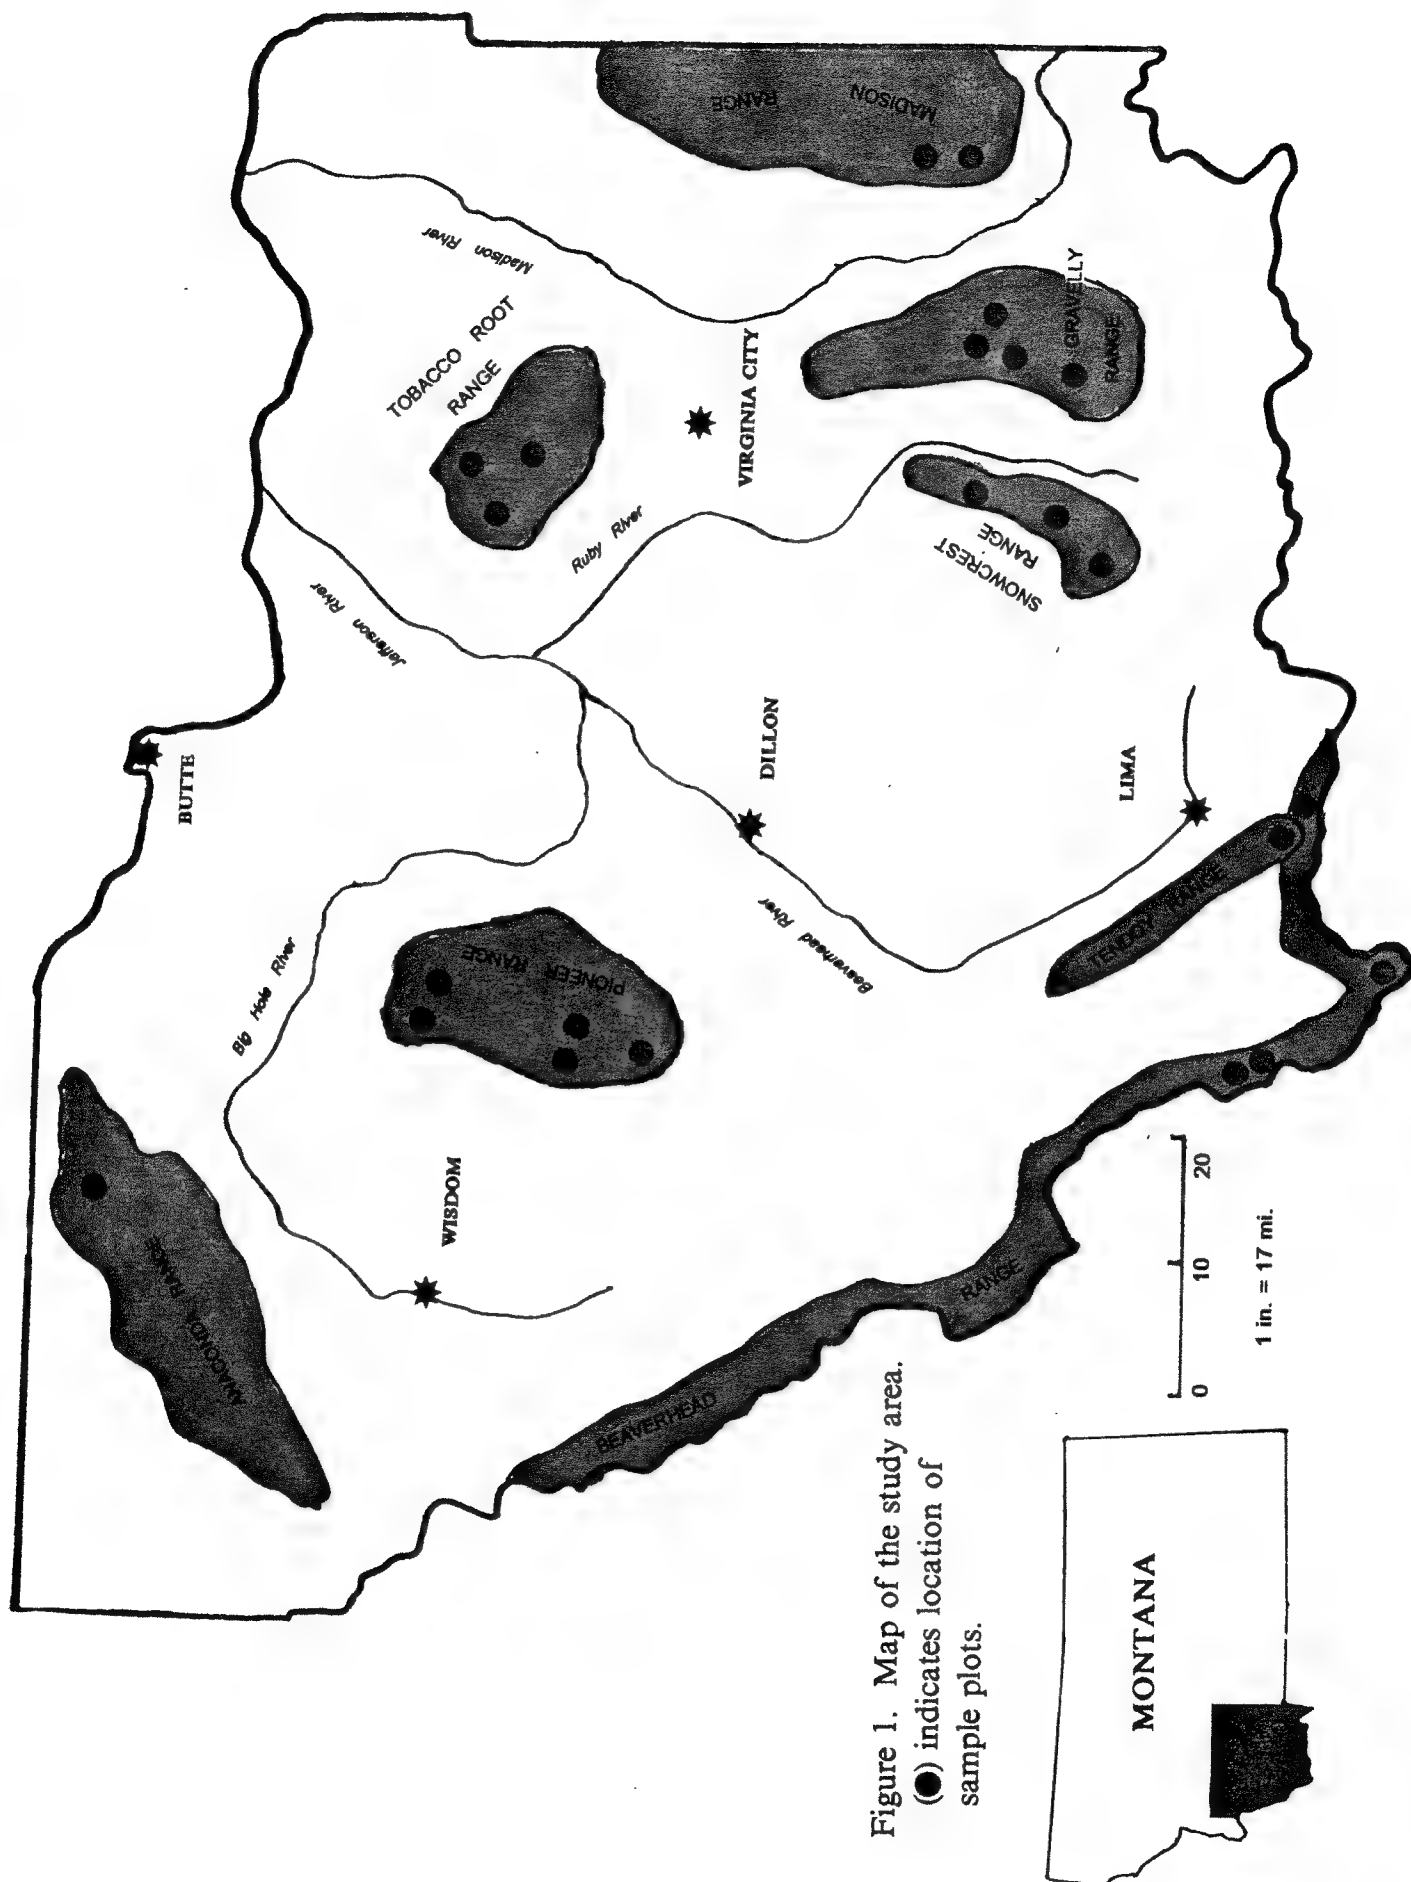 MADISON
RANGE
Madison River
TOBACCO ROOT
RANGE
VIRGINIA CITY
GRAVELLY
RANGE
Ruby River
SNOWCREST
RANGE
Jefferson River
BUTTE
DILLON
LIMA
Big Hole River
PIONEER RANGE
Beaverhead River
TENDOY RANGE
WISDOM
ANACONDA RANGE
BEAVERHEAD
RANGE
0 10 20
1 in. = 17 mi.
Figure 1. Map of the study area.
(●) indicates location of
sample plots.
MONTANA